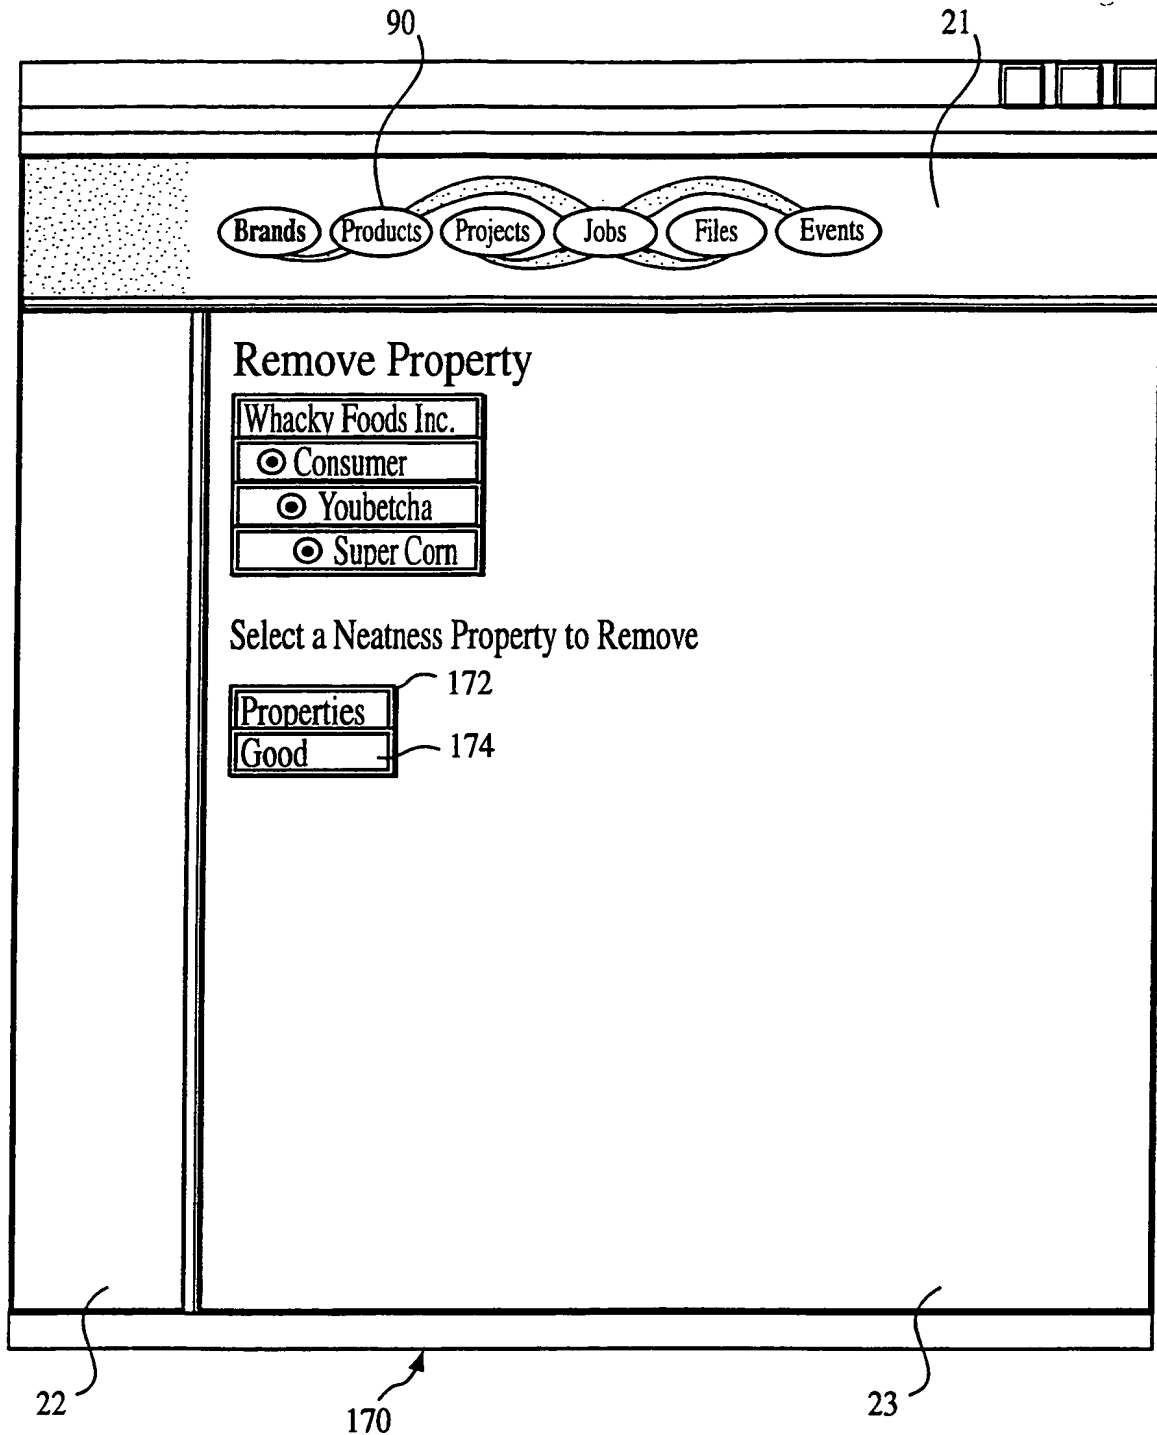 90
21
Brands Products Projects Jobs Files Events
Remove Property
Whacky Foods Inc.
Consumer
Youbetcha
Super Corn
Select a Neatness Property to Remove
172
Properties
174
Good
22
170
23